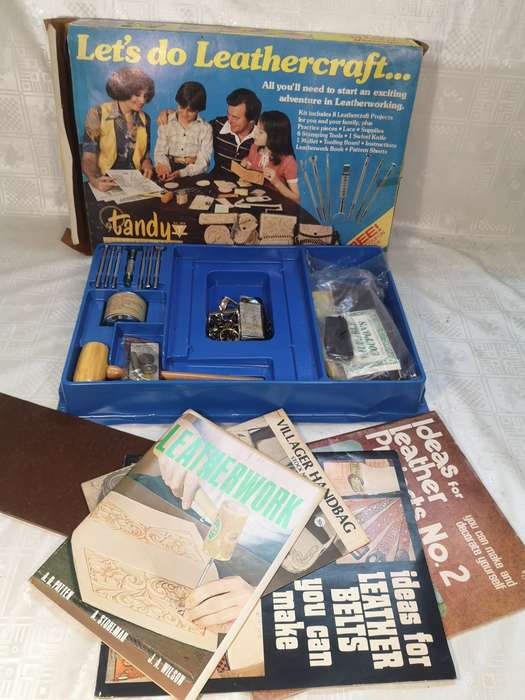 Let's do Leathercraft...
All you'll need to start an exciting
adventure in Leatherworking.
Kit includes 8 Leathercraft Projects
for you and your family, plus
Practice pieces • Lace • Supplies
6 Stamping Tools • 1 Swivel Knife
1 Mallet • Tooling Board • Instructions
Leatherwork Book • Pattern Sheets
tandy
LEATHERWORK
A. G. PETTER
A. STOHLMAN
J. A. WILSON
VILLAGER HANDBAG
ideas for
LEATHER
BELTS
you can
make
Ideas for
Leather
No. 2
you can make and
decorate yourself